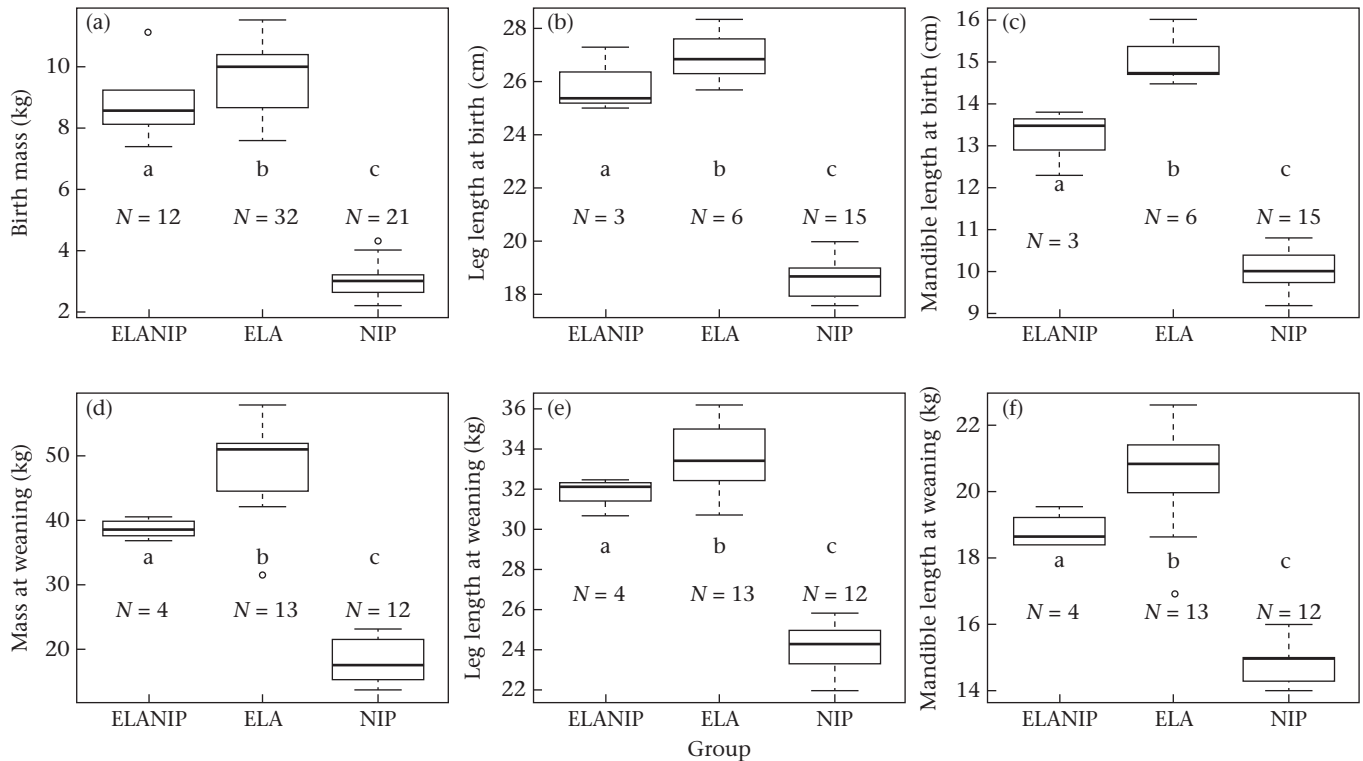 (a)
Birth mass (kg)
10
8
6
4
2
a
b
c
N = 12
N = 32
N = 21
ELANIP
ELA
NIP
(b)
Leg length at birth (cm)
28
26
24
22
20
18
a
b
c
N = 3
N = 6
N = 15
ELANIP
ELA
NIP
(c)
Mandible length at birth (cm)
16
15
14
13
12
11
10
9
a
b
c
N = 3
N = 6
N = 15
ELANIP
ELA
NIP
(d)
Mass at weaning (kg)
50
40
30
20
a
b
c
N = 4
N = 13
N = 12
ELANIP
ELA
NIP
(e)
Leg length at weaning (kg)
36
34
32
30
28
26
24
22
a
b
c
N = 4
N = 13
N = 12
ELANIP
ELA
NIP
(f)
Mandible length at weaning (kg)
22
20
18
16
14
a
b
c
N = 4
N = 13
N = 12
ELANIP
ELA
NIP
Group